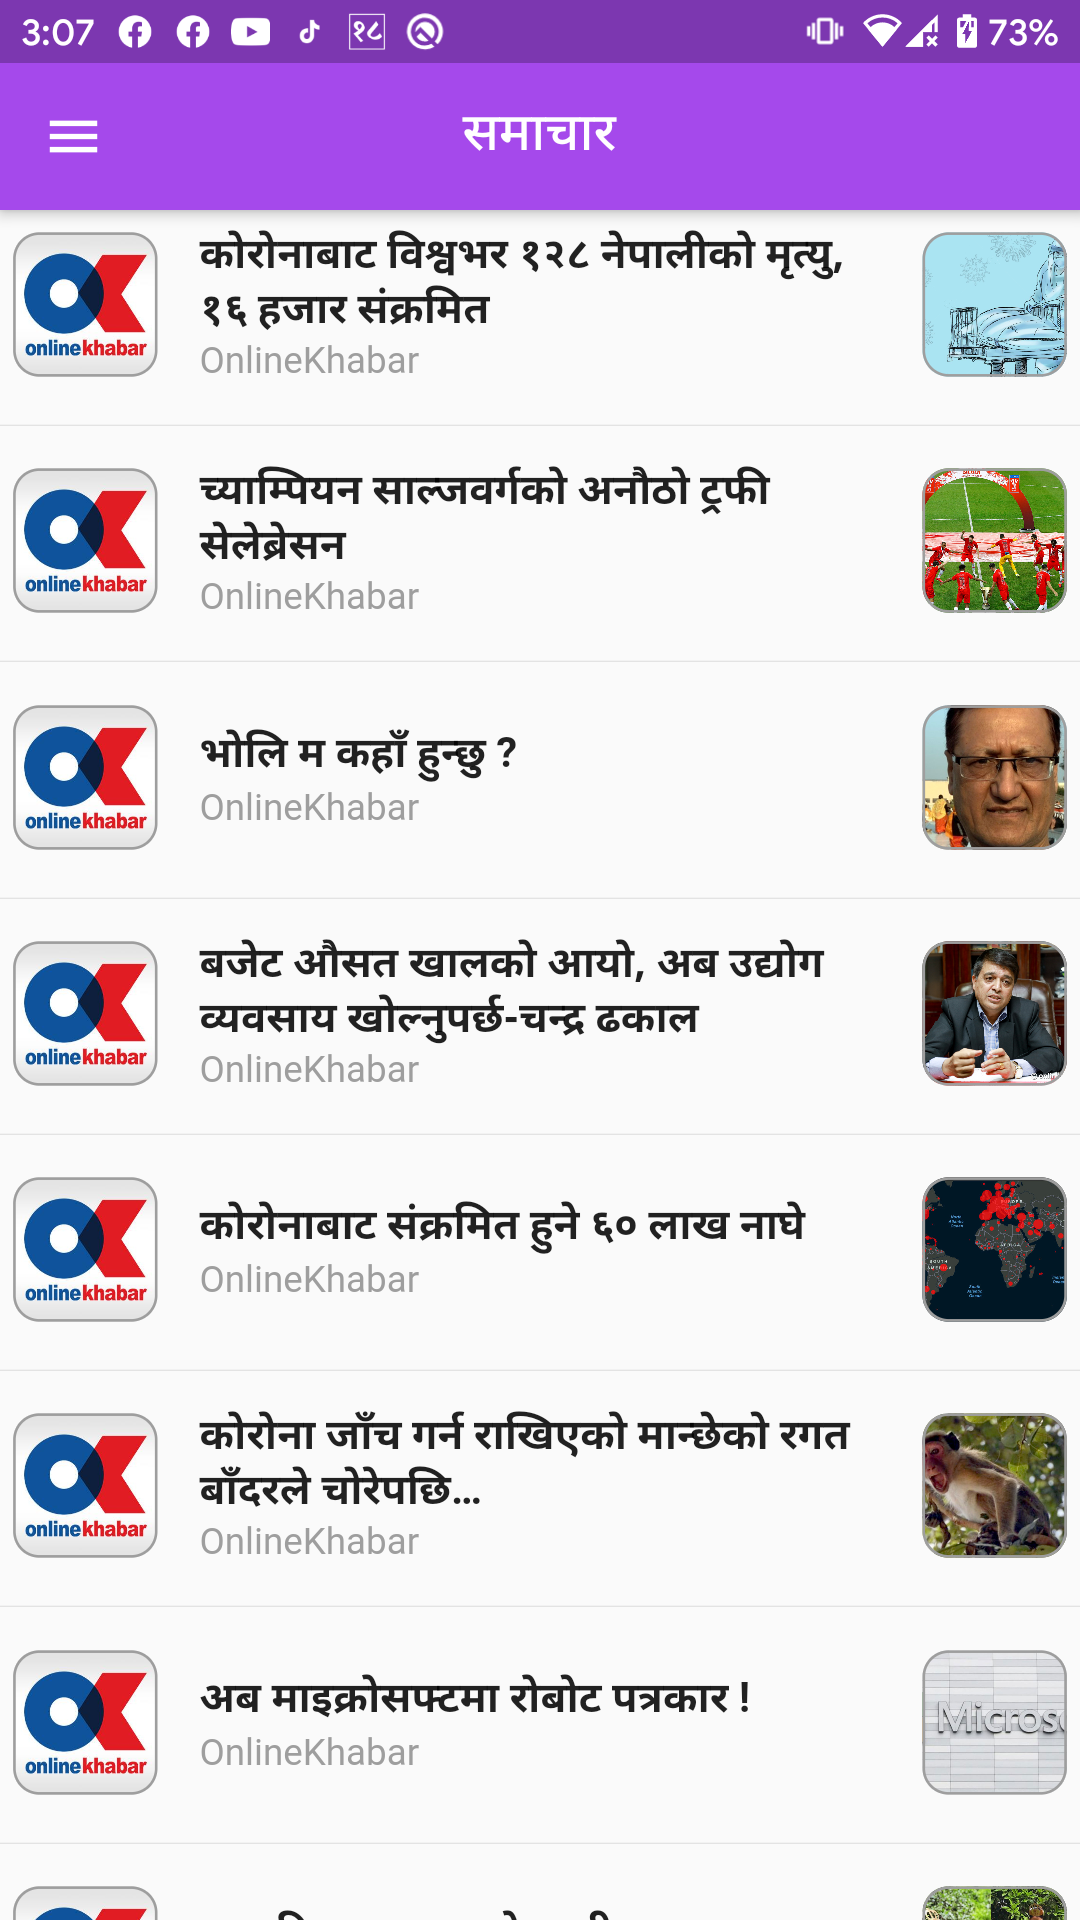 3:07 १८ 73%
समाचार
onlinekhabar
कोरोनाबाट विश्वभर १२८ नेपालीको मृत्यु,
१६ हजार संक्रमित
OnlineKhabar
onlinekhabar
च्याम्पियन साल्जवर्गको अनौठो ट्रफी
सेलेब्रेसन
OnlineKhabar
onlinekhabar
भोलि म कहाँ हुन्छु ?
OnlineKhabar
onlinekhabar
बजेट औसत खालको आयो, अब उद्योग
व्यवसाय खोल्नुपर्छ-चन्द्र ढकाल
OnlineKhabar
onlinekhabar
कोरोनाबाट संक्रमित हुने ६० लाख नाघे
OnlineKhabar
onlinekhabar
कोरोना जाँच गर्न राखिएको मान्छेको रगत
बाँदरले चोरेपछि...
OnlineKhabar
onlinekhabar
अब माइक्रोसफ्टमा रोबोट पत्रकार !
OnlineKhabar